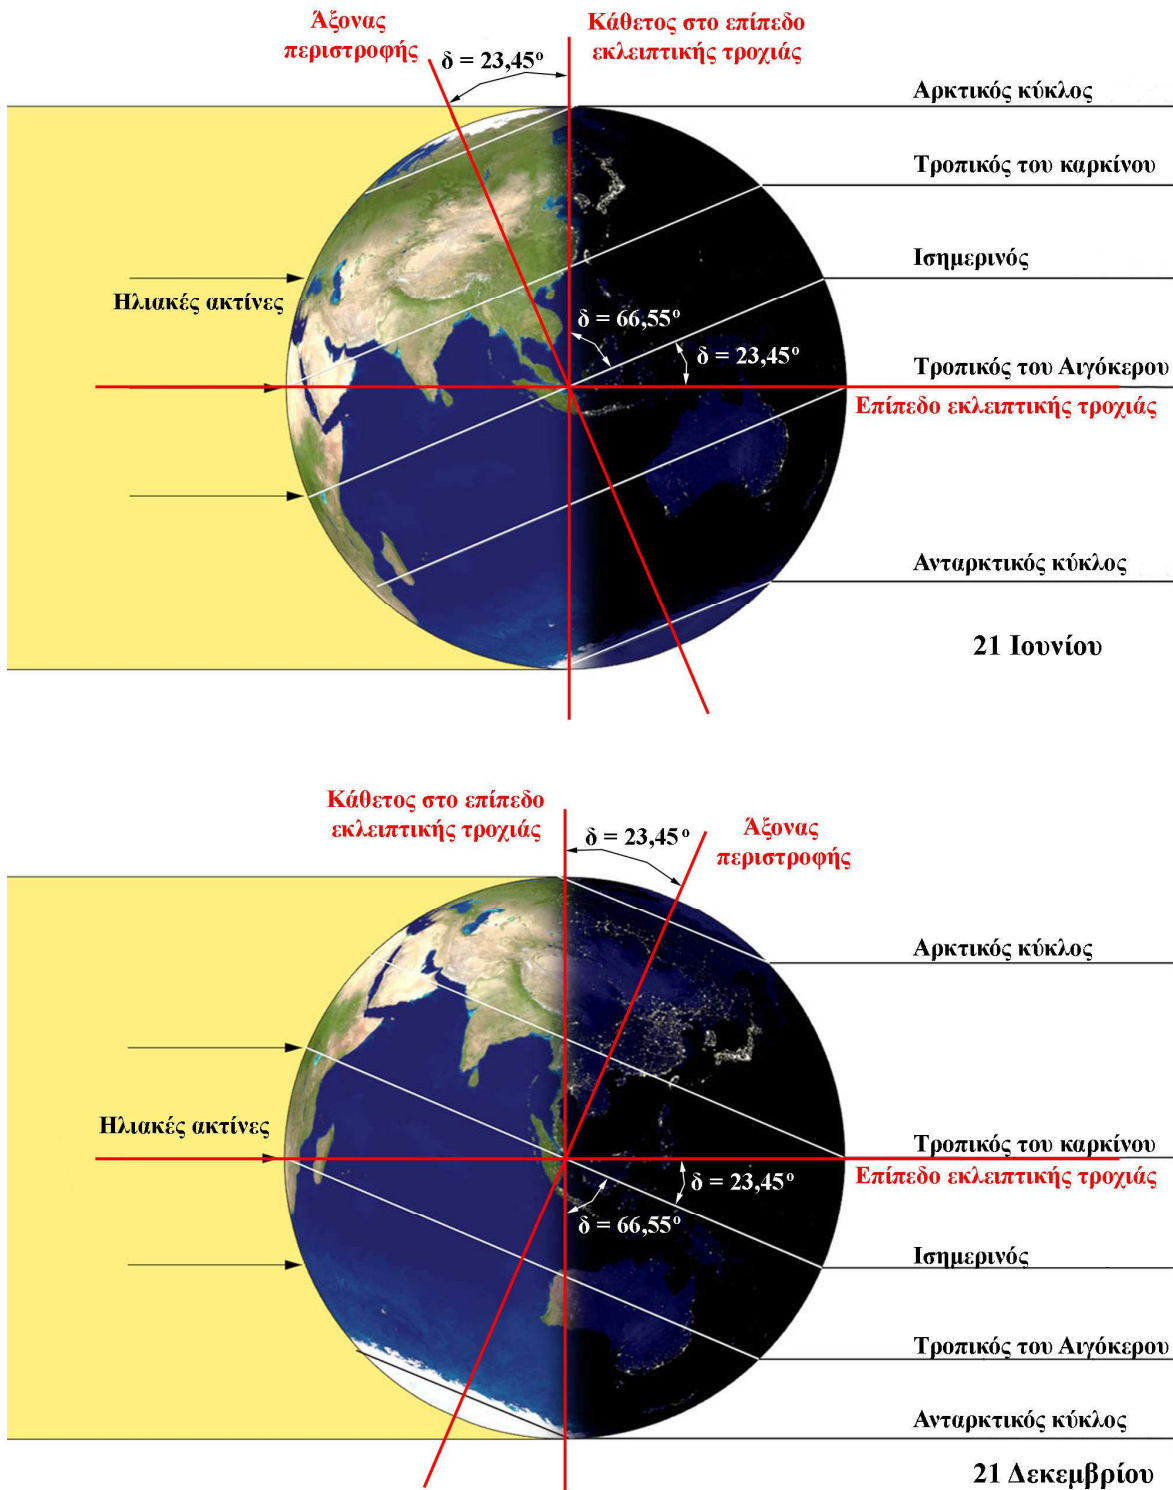 Άξονας
περιστροφής
δ = 23,45°
Κάθετος στο επίπεδο
εκλειπτικής τροχιάς
Αρκτικός κύκλος
Τροπικός του καρκίνου
Ισημερινός
Ηλιακές ακτίνες
δ = 66,55°
δ = 23,45°
Τροπικός του Αιγόκερου
Επίπεδο εκλειπτικής τροχιάς
Ανταρκτικός κύκλος
21 Ιουνίου
Κάθετος στο επίπεδο
εκλειπτικής τροχιάς
δ = 23,45°
Άξονας
περιστροφής
Αρκτικός κύκλος
Ηλιακές ακτίνες
Τροπικός του καρκίνου
Επίπεδο εκλειπτικής τροχιάς
δ = 23,45°
δ = 66,55°
Ισημερινός
Τροπικός του Αιγόκερου
Ανταρκτικός κύκλος
21 Δεκεμβρίου